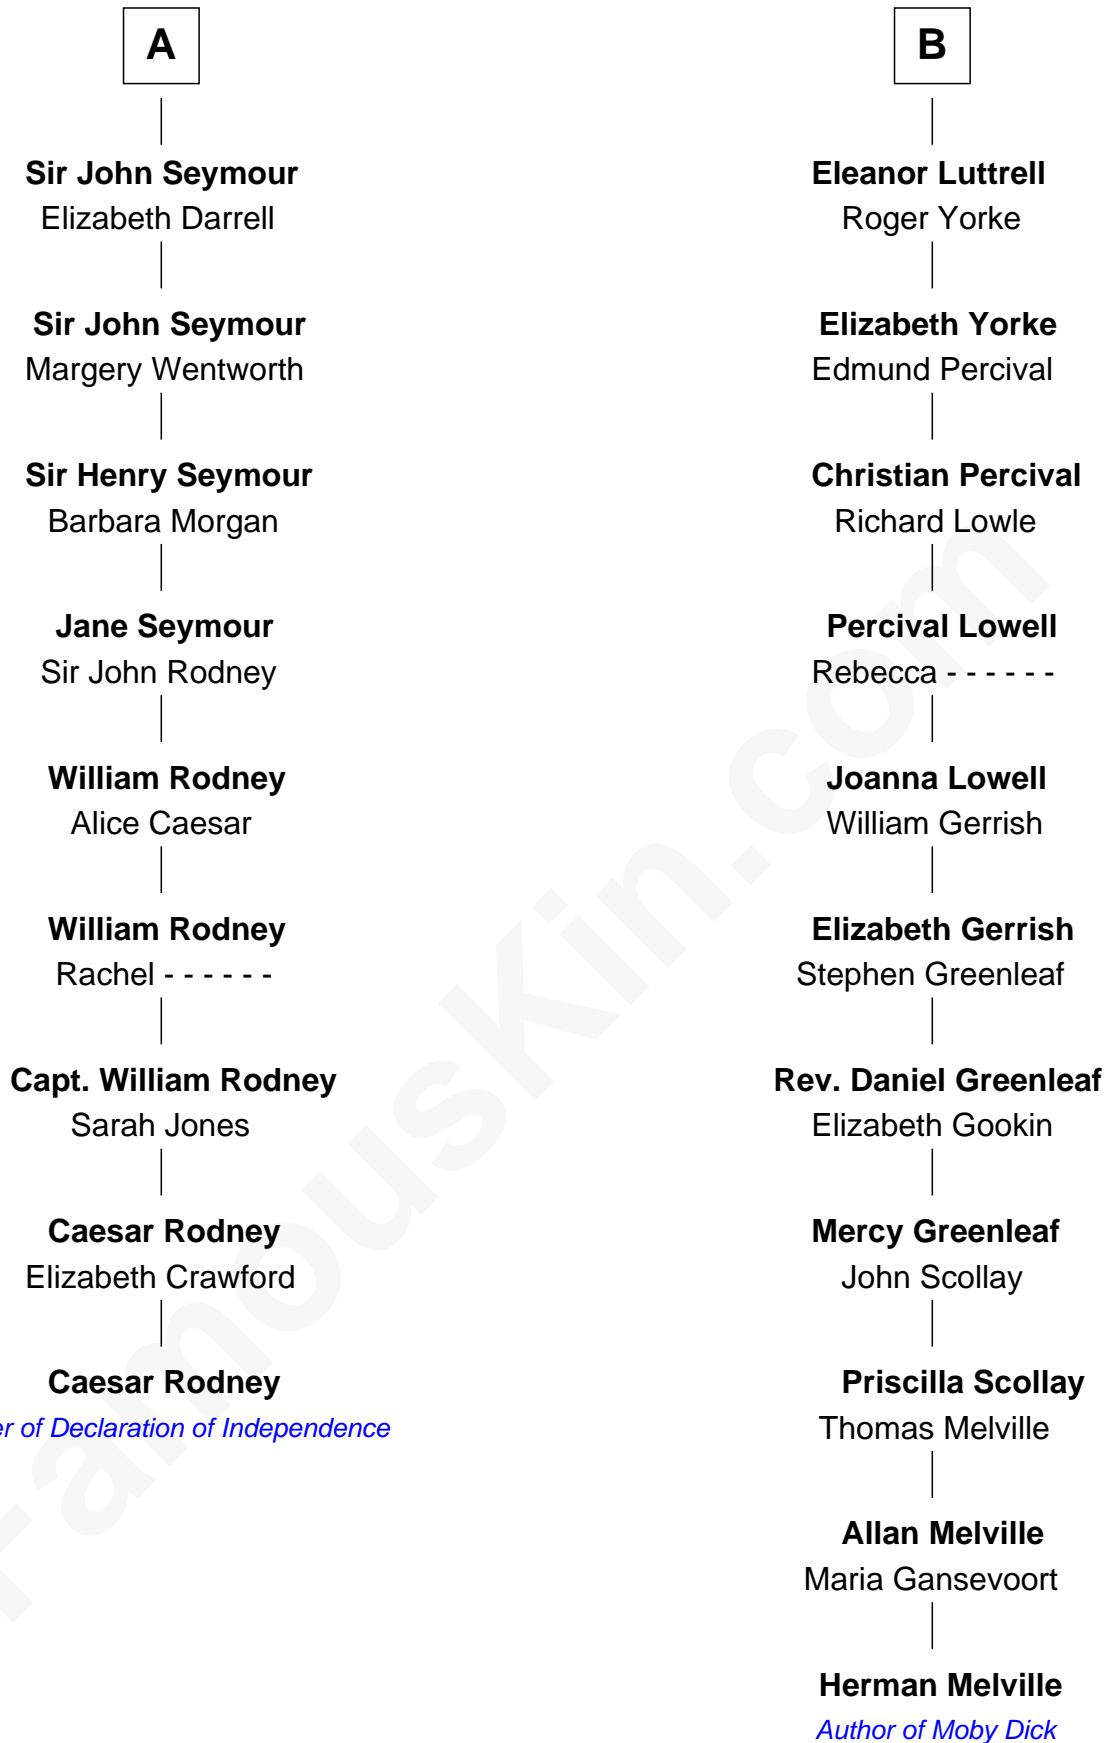 A
Sir John Seymour
Elizabeth Darrell
Sir John Seymour
Margery Wentworth
Sir Henry Seymour
Barbara Morgan
Jane Seymour
Sir John Rodney
William Rodney
Alice Caesar
William Rodney
Rachel - - - - - -
Capt. William Rodney
Sarah Jones
Caesar Rodney
Elizabeth Crawford
Caesar Rodney
of Declaration of Independence
B
Eleanor Luttrell
Roger Yorke
Elizabeth Yorke
Edmund Percival
Christian Percival
Richard Lowle
Percival Lowell
Rebecca - - - - - -
Joanna Lowell
William Gerrish
Elizabeth Gerrish
Stephen Greenleaf
Rev. Daniel Greenleaf
Elizabeth Gookin
Mercy Greenleaf
John Scollay
Priscilla Scollay
Thomas Melville
Allan Melville
Maria Gansevoort
Herman Melville
Author of Moby Dick
FamousKin.com